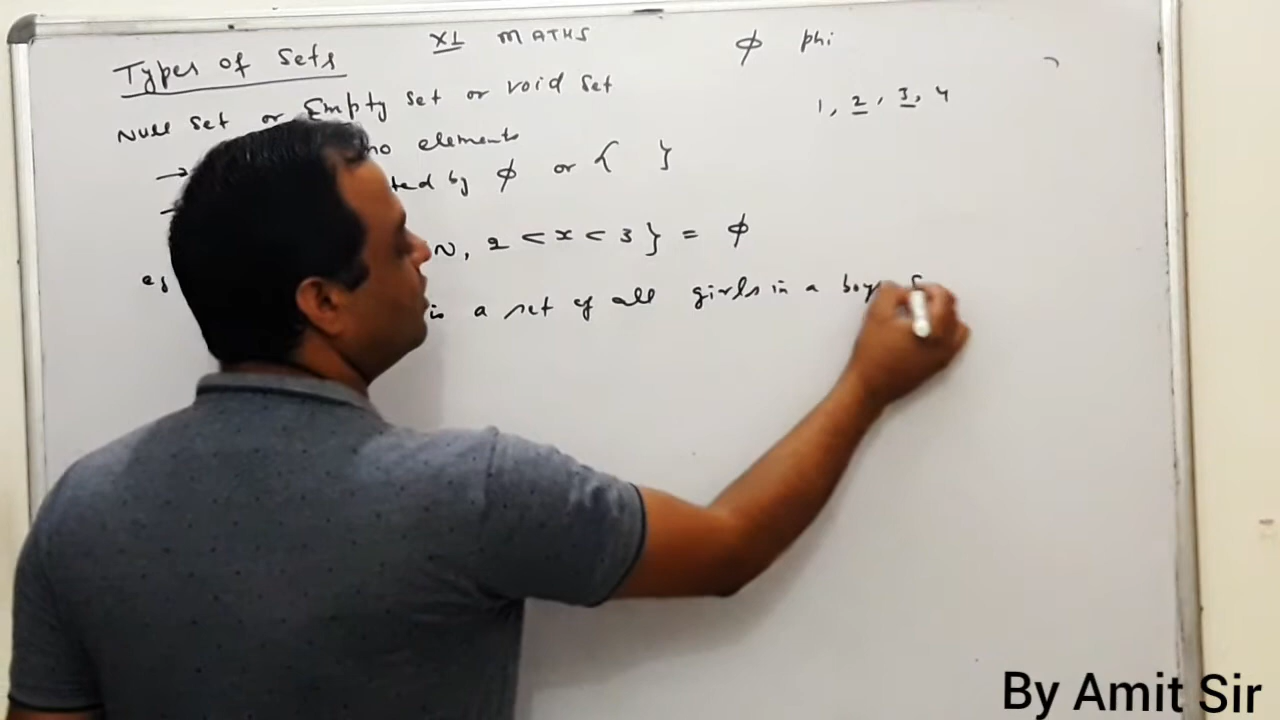 XI MATHS
φ phi
Types of Sets
1, 2, 3, 4
Null Set or Empty Set or void Set
→ no elements
ted by φ or { }
eg N, 2 < x < 3 } = φ
is a set of all girls in a boys S
By Amit Sir